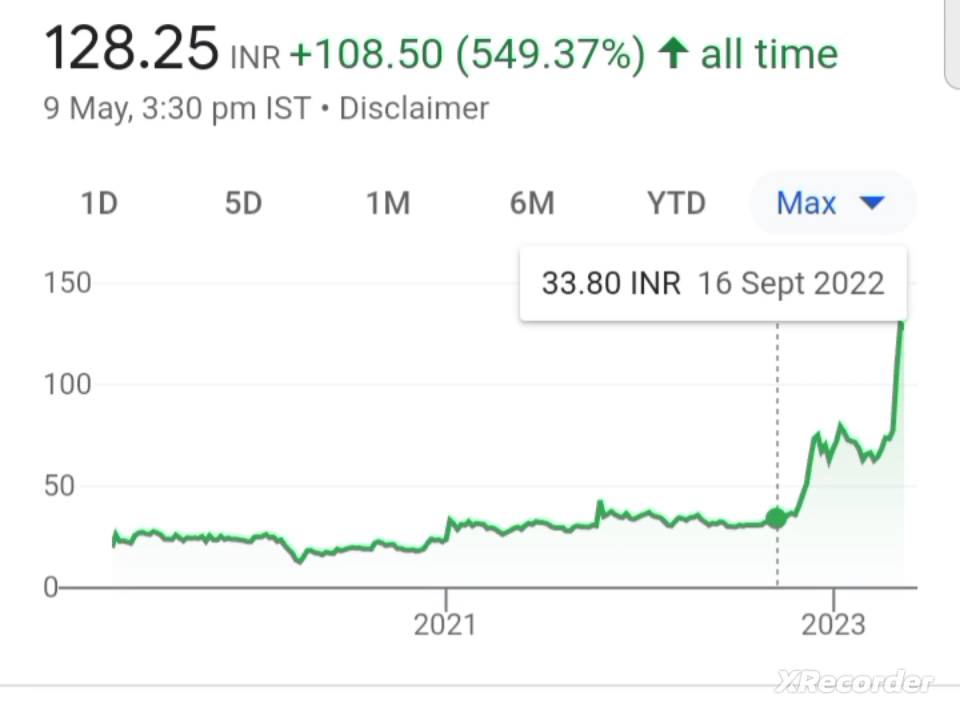 128.25 INR +108.50 (549.37%) ↑ all time
9 May, 3:30 pm IST • Disclaimer
1D 5D 1M 6M YTD Max
150
33.80 INR 16 Sept 2022
100
50
0
2021 2023
XRecorder